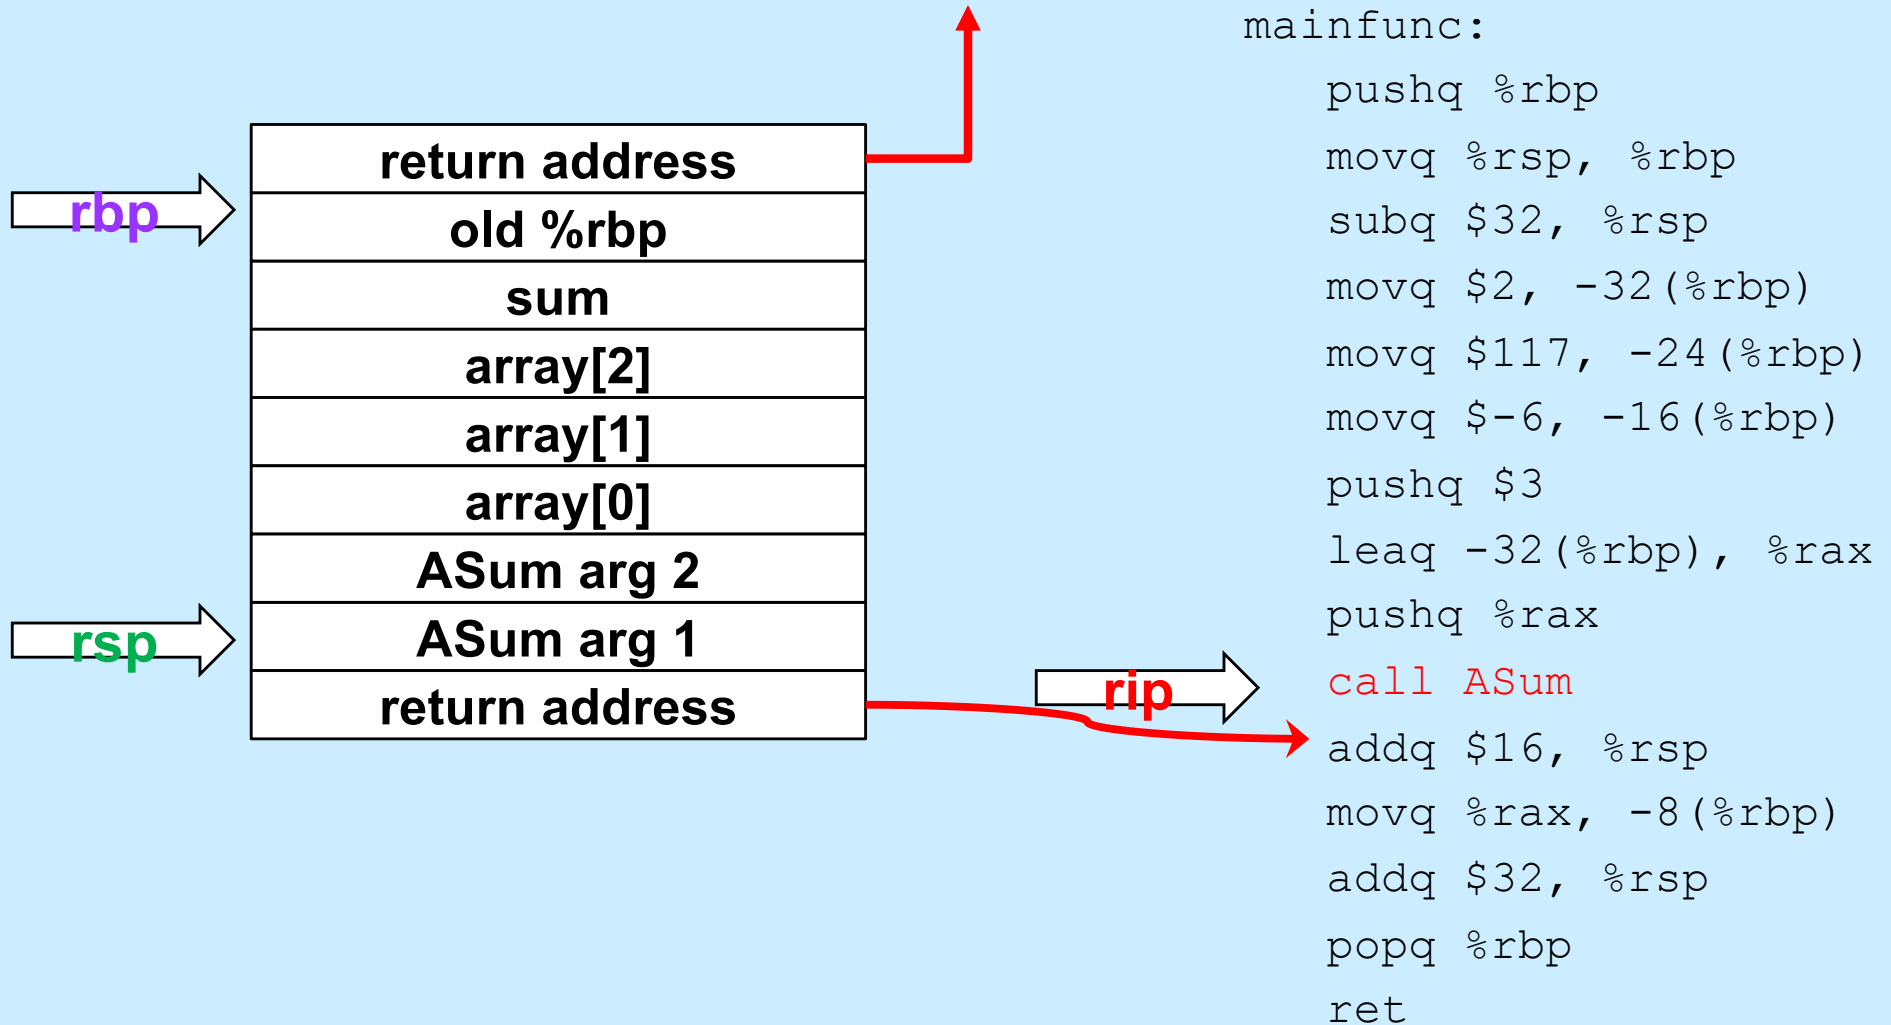 return address
rbp
old %rbp
sum
array[2]
array[1]
array[0]
ASum arg 2
rsp
ASum arg 1
return address
rip
mainfunc:
pushq %rbp
movq %rsp, %rbp
subq $32, %rsp
movq $2, -32(%rbp)
movq $117, -24(%rbp)
movq $-6, -16(%rbp)
pushq $3
leaq -32(%rbp), %rax
pushq %rax
call ASum
addq $16, %rsp
movq %rax, -8(%rbp)
addq $32, %rsp
popq %rbp
ret